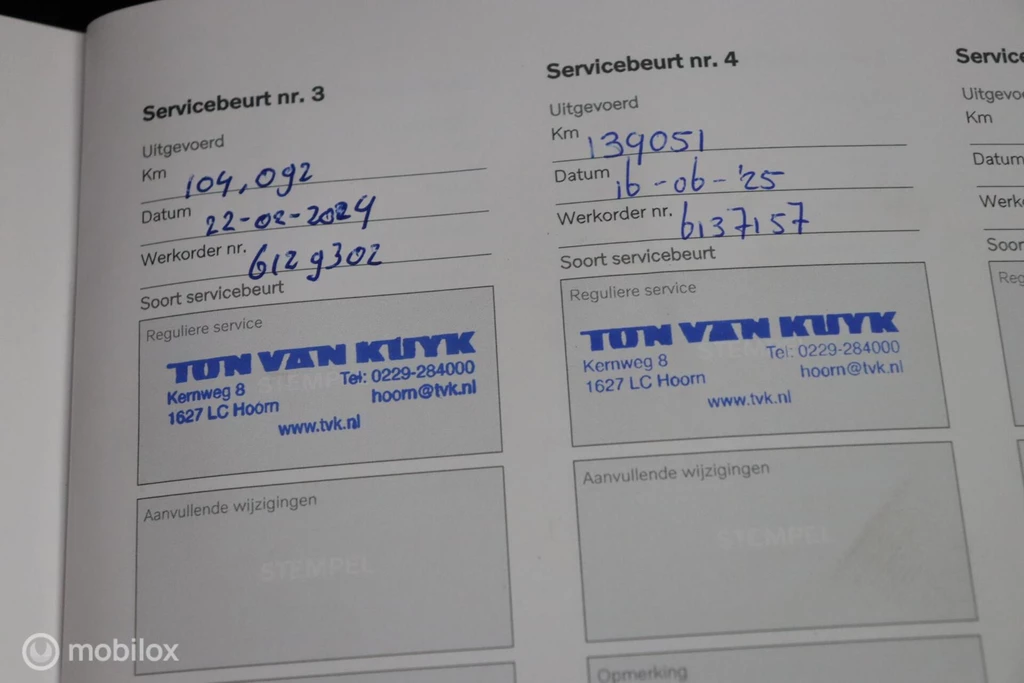 Servicebeurt nr. 3
Uitgevoerd
Km 104,092
Datum 22-02-2024
Werkorder nr. 6129302
Soort servicebeurt
Reguliere service
TON VAN KUYK
Kernweg 8
Tel: 0229-284000
1627 LC Hoorn
hoorn@tvk.nl
www.tvk.nl
Aanvullende wijzigingen
STEMPEL
Servicebeurt nr. 4
Uitgevoerd
Km 139051
Datum 16-06-'25
Werkorder nr. 6137157
Soort servicebeurt
Reguliere service
TON VAN KUYK
Kernweg 8
Tel: 0229-284000
1627 LC Hoorn
hoorn@tvk.nl
www.tvk.nl
Aanvullende wijzigingen
STEMPEL
Opmerking
Km
mobilox